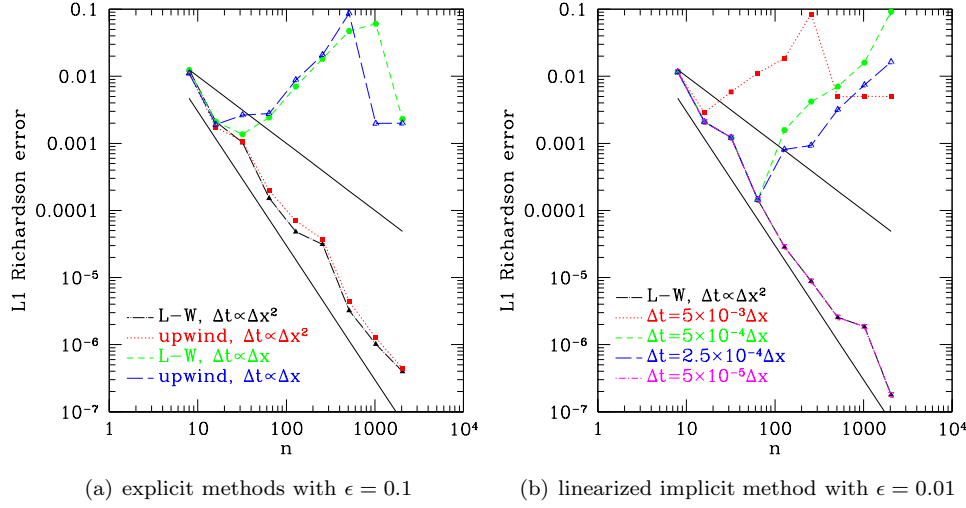 0.1
0.01
0.001
0.0001
10⁻⁵
10⁻⁶
10⁻⁷
L1 Richardson error
L−W, Δt∝Δx²
upwind, Δt∝Δx²
L−W, Δt∝Δx
upwind, Δt∝Δx
1
10
100
1000
10⁴
n
(a) explicit methods with ϵ = 0.1
0.1
0.01
0.001
0.0001
10⁻⁵
10⁻⁶
10⁻⁷
L1 Richardson error
L−W, Δt∝Δx²
Δt=5×10⁻³Δx
Δt=5×10⁻⁴Δx
Δt=2.5×10⁻⁴Δx
Δt=5×10⁻⁵Δx
1
10
100
1000
10⁴
n
(b) linearized implicit method with ϵ = 0.01